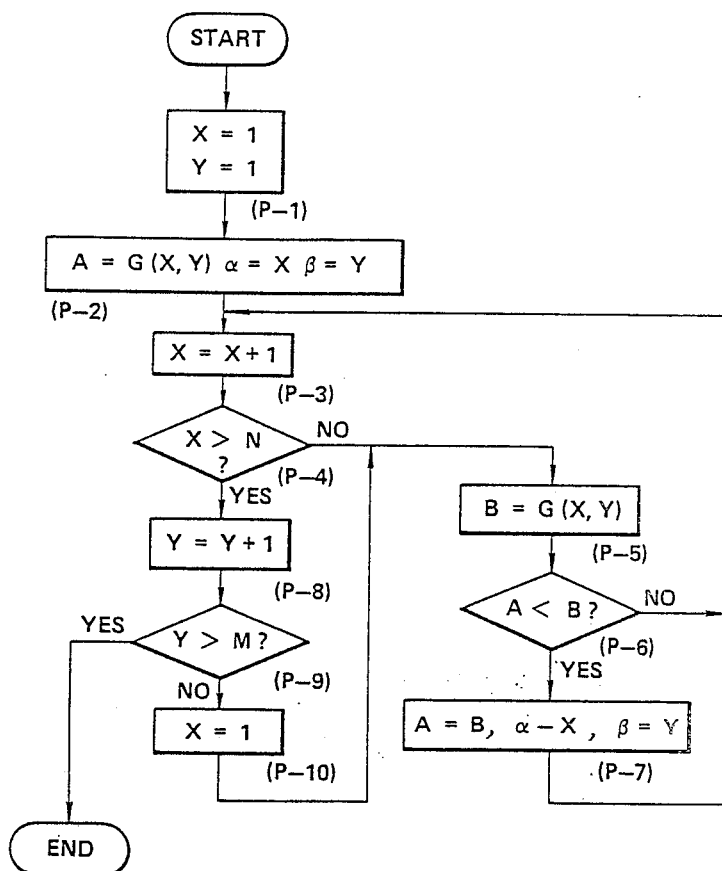 START
X = 1
Y = 1
(P-1)
A = G (X, Y) α = X β = Y
(P-2)
X = X + 1
(P-3)
X > N
?
NO
(P-4)
YES
B = G (X, Y)
(P-5)
Y = Y + 1
(P-8)
A < B ?
NO
(P-6)
YES
YES
Y > M ?
(P-9)
NO
A = B, α - X , β = Y
(P-7)
X = 1
(P-10)
END